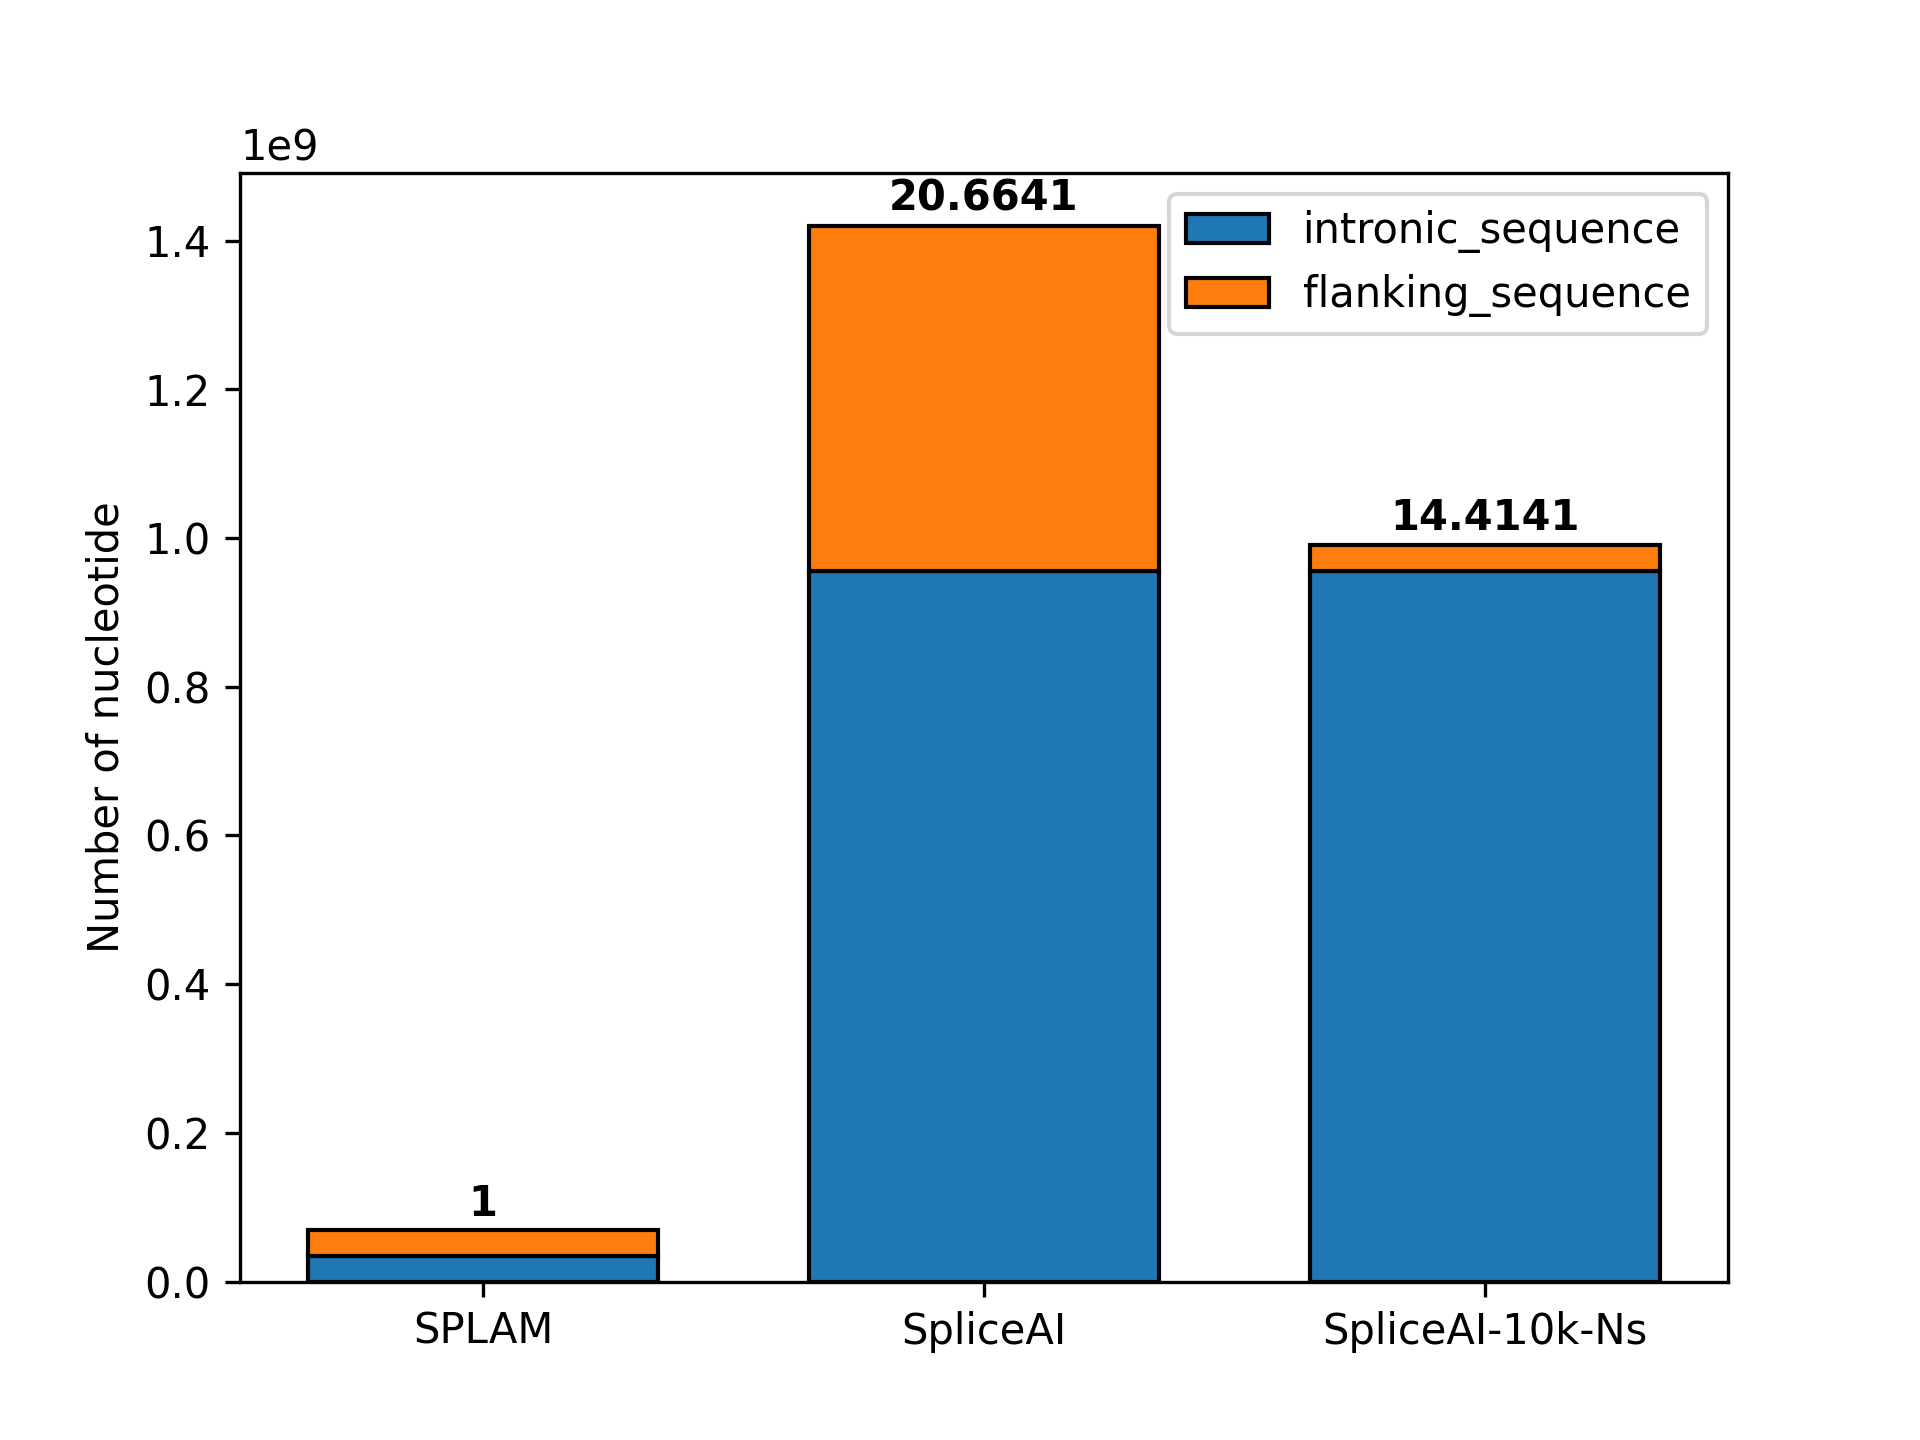 1e9
20.6641
intronic_sequence
flanking_sequence
1.4
1.2
14.4141
1.0
0.8
0.6
0.4
0.2
0.0
1
Number of nucleotide
SPLAM
SpliceAI
SpliceAI-10k-Ns